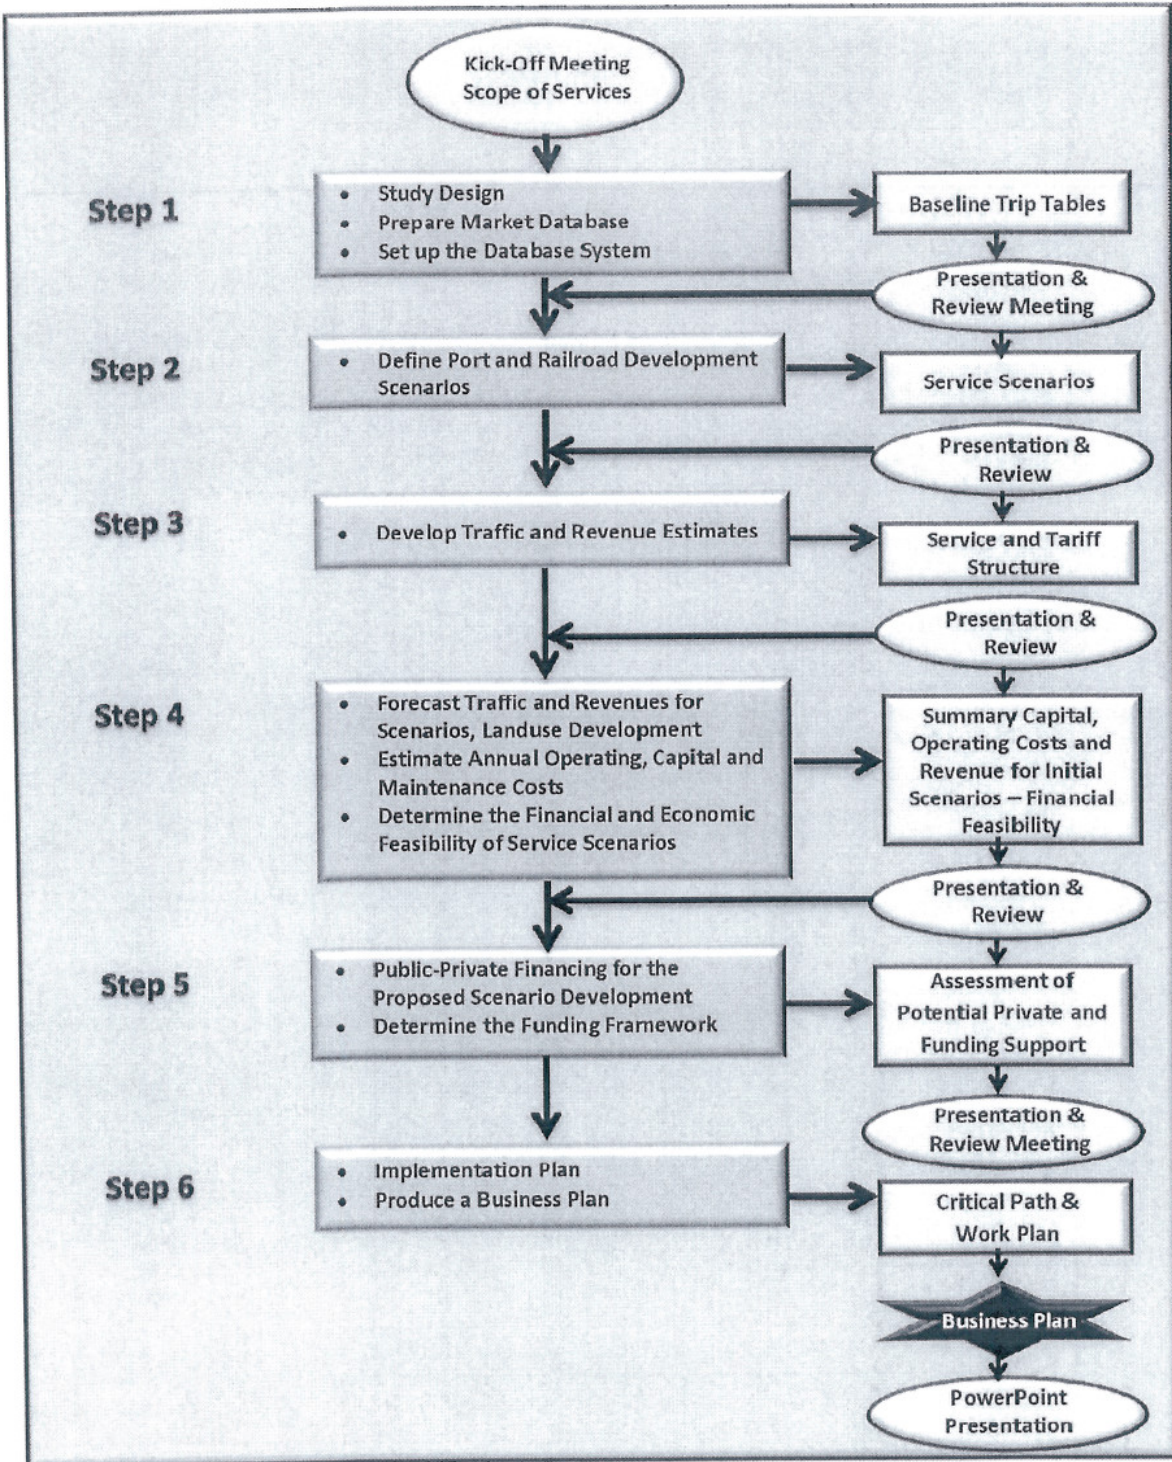 Kick-Off Meeting
Scope of Services
Step 1
• Study Design
• Prepare Market Database
• Set up the Database System
Baseline Trip Tables
Presentation &
Review Meeting
Step 2
• Define Port and Railroad Development
Scenarios
Service Scenarios
Presentation &
Review
Step 3
• Develop Traffic and Revenue Estimates
Service and Tariff
Structure
Presentation &
Review
Step 4
• Forecast Traffic and Revenues for
Scenarios, Landuse Development
• Estimate Annual Operating, Capital and
Maintenance Costs
• Determine the Financial and Economic
Feasibility of Service Scenarios
Summary Capital,
Operating Costs and
Revenue for Initial
Scenarios – Financial
Feasibility
Presentation &
Review
Step 5
• Public-Private Financing for the
Proposed Scenario Development
• Determine the Funding Framework
Assessment of
Potential Private and
Funding Support
Presentation &
Review Meeting
Step 6
• Implementation Plan
• Produce a Business Plan
Critical Path &
Work Plan
Business Plan
PowerPoint
Presentation